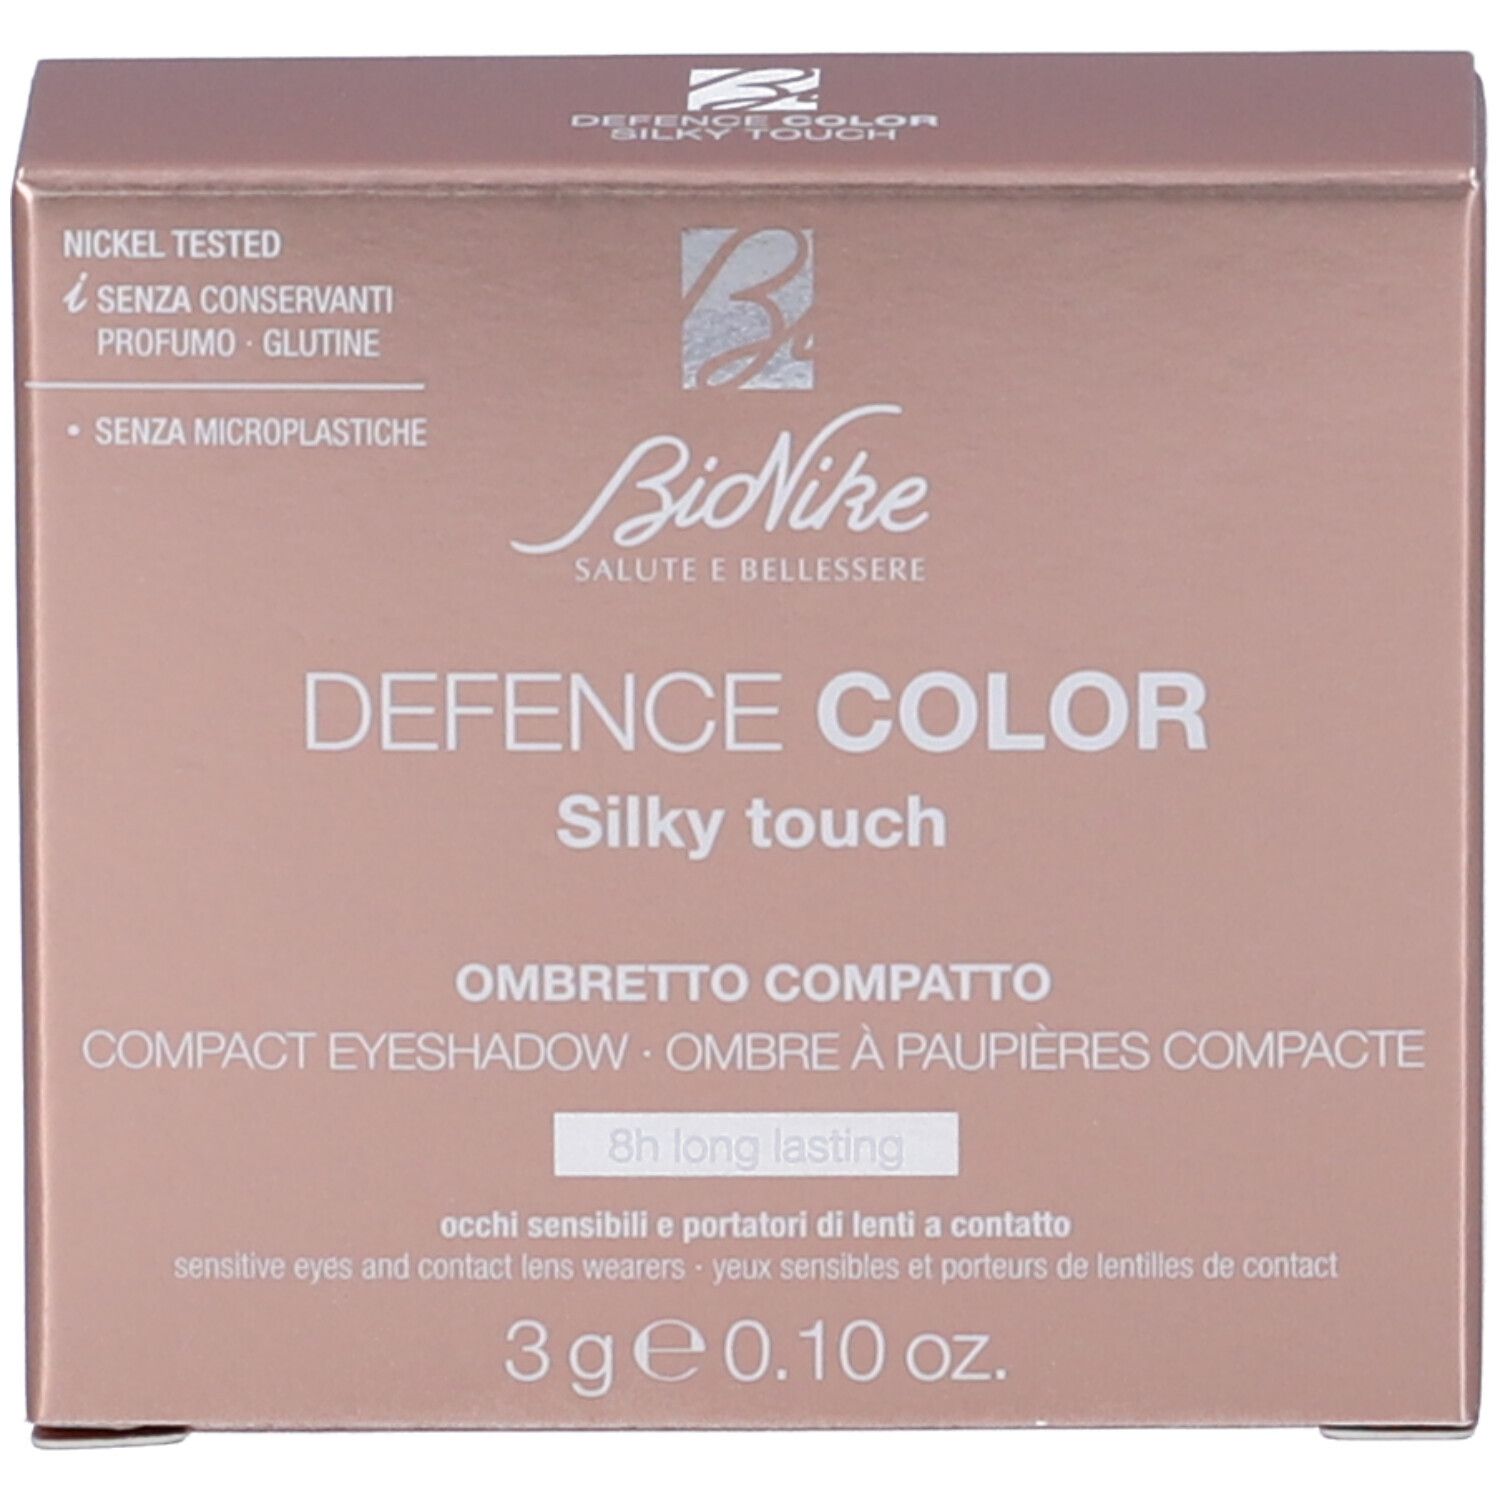 DEFENCE COLOR
SILKY TOUCH
NICKEL TESTED
i SENZA CONSERVANTI
PROFUMO · GLUTINE
• SENZA MICROPLASTICHE
BioNike
SALUTE E BELLESSERE
DEFENCE COLOR
Silky touch
OMBRETTO COMPATTO
COMPACT EYESHADOW · OMBRE À PAUPIÈRES COMPACTE
8h long lasting
occhi sensibili e portatori di lenti a contatto
sensitive eyes and contact lens wearers · yeux sensibles et porteurs de lentilles de contact
3 g ℮ 0.10 oz.